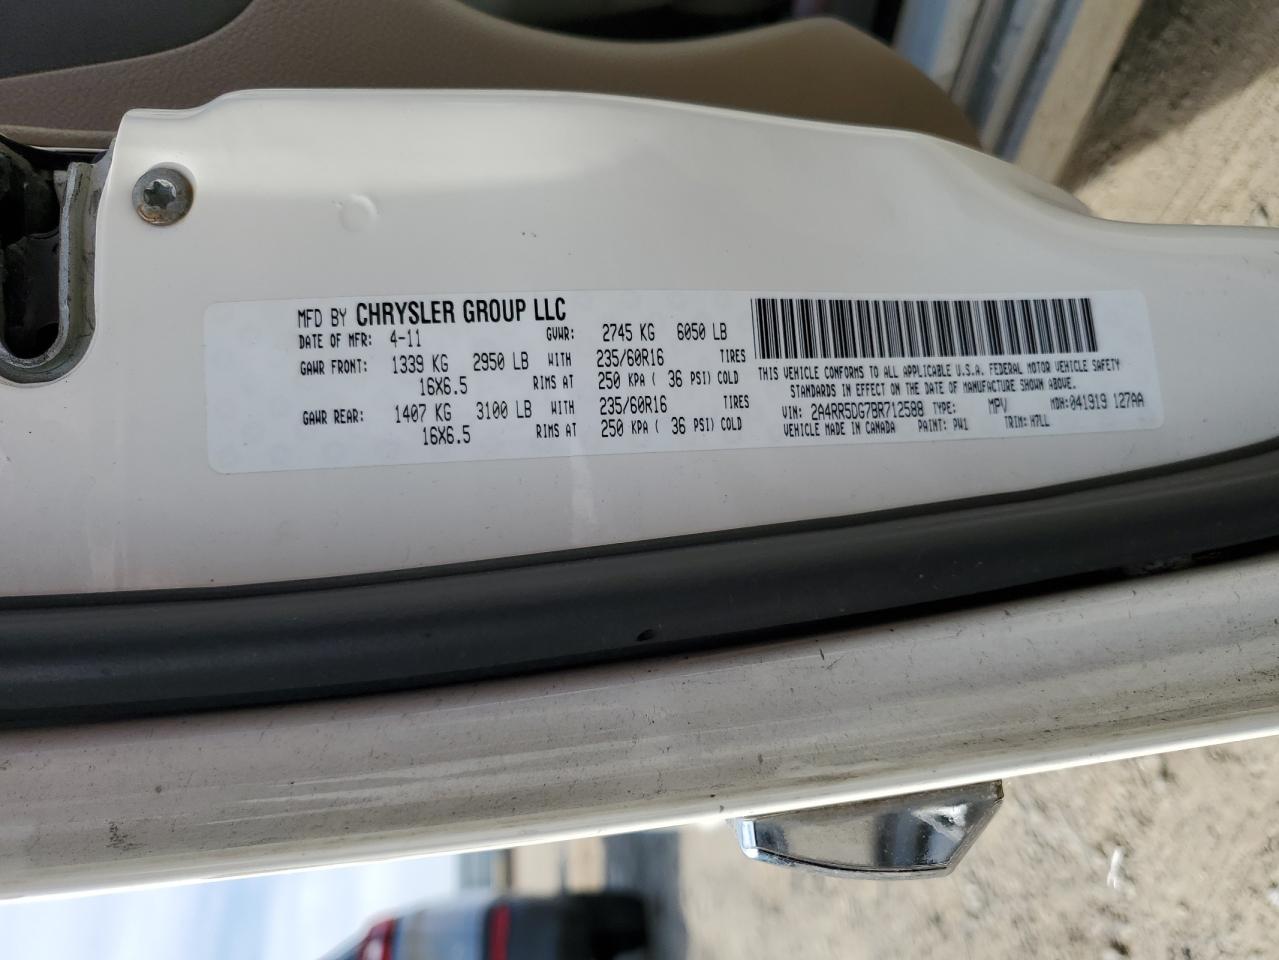 MFD BY CHRYSLER GROUP LLC
DATE OF MFR: 4-11 GVWR: 2745 KG 6050 LB
GAWR FRONT: 1339 KG 2950 LB WITH 235/60R16 TIRES
16X6.5 RIMS AT 250 KPA ( 36 PSI) COLD
GAWR REAR: 1407 KG 3100 LB WITH 235/60R16 TIRES
16X6.5 RIMS AT 250 KPA ( 36 PSI) COLD
THIS VEHICLE CONFORMS TO ALL APPLICABLE U.S.A. FEDERAL MOTOR VEHICLE SAFETY
STANDARDS IN EFFECT ON THE DATE OF MANUFACTURE SHOWN ABOVE.
VIN: 2A4RR5DG7BR712588 TYPE: MPV MDH:041919 127AA
VEHICLE MADE IN CANADA PAINT: PW1 TRIM: H7LL